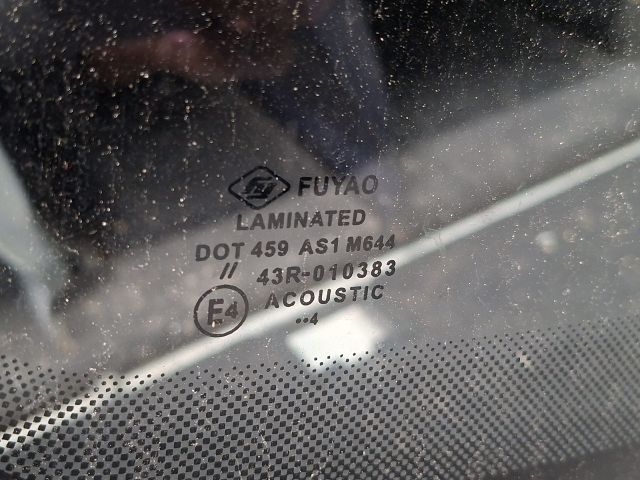 FUYAO
LAMINATED
DOT 459 AS1 M644
// 43R-010383
E4 ACOUSTIC
••4